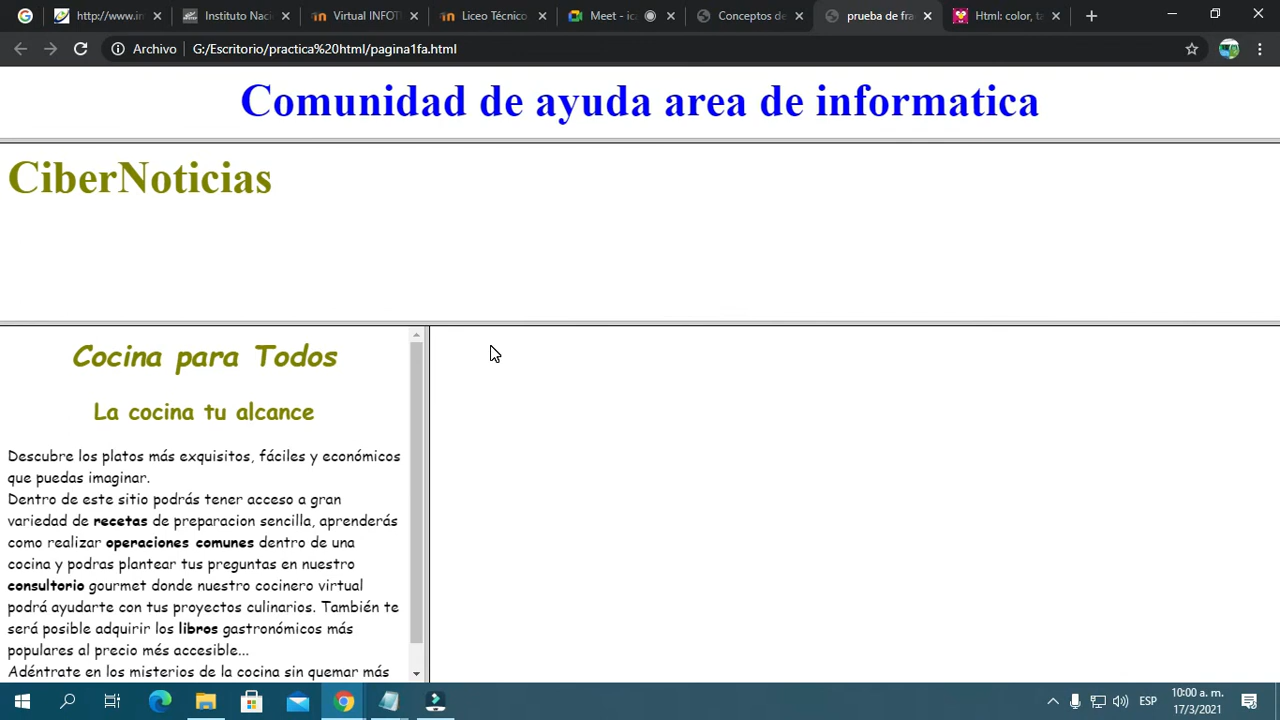 http://www.in
Instituto Naci
Virtual INFOT
Liceo Técnico
Meet - ic
Conceptos de
prueba de fra
Html: color, ta
Archivo G:/Escritorio/practica%20html/pagina1fa.html
Comunidad de ayuda area de informatica
CiberNoticias
Cocina para Todos
La cocina tu alcance
Descubre los platos más exquisitos, fáciles y económicos
que puedas imaginar.
Dentro de este sitio podrás tener acceso a gran
variedad de recetas de preparacion sencilla, aprenderás
como realizar operaciones comunes dentro de una
cocina y podras plantear tus preguntas en nuestro
consultorio gourmet donde nuestro cocinero virtual
podrá ayudarte con tus proyectos culinarios. También te
será posible adquirir los libros gastronómicos más
populares al precio més accesible...
Adéntrate en los misterios de la cocina sin quemar más
ESP
10:00 a. m.
17/3/2021